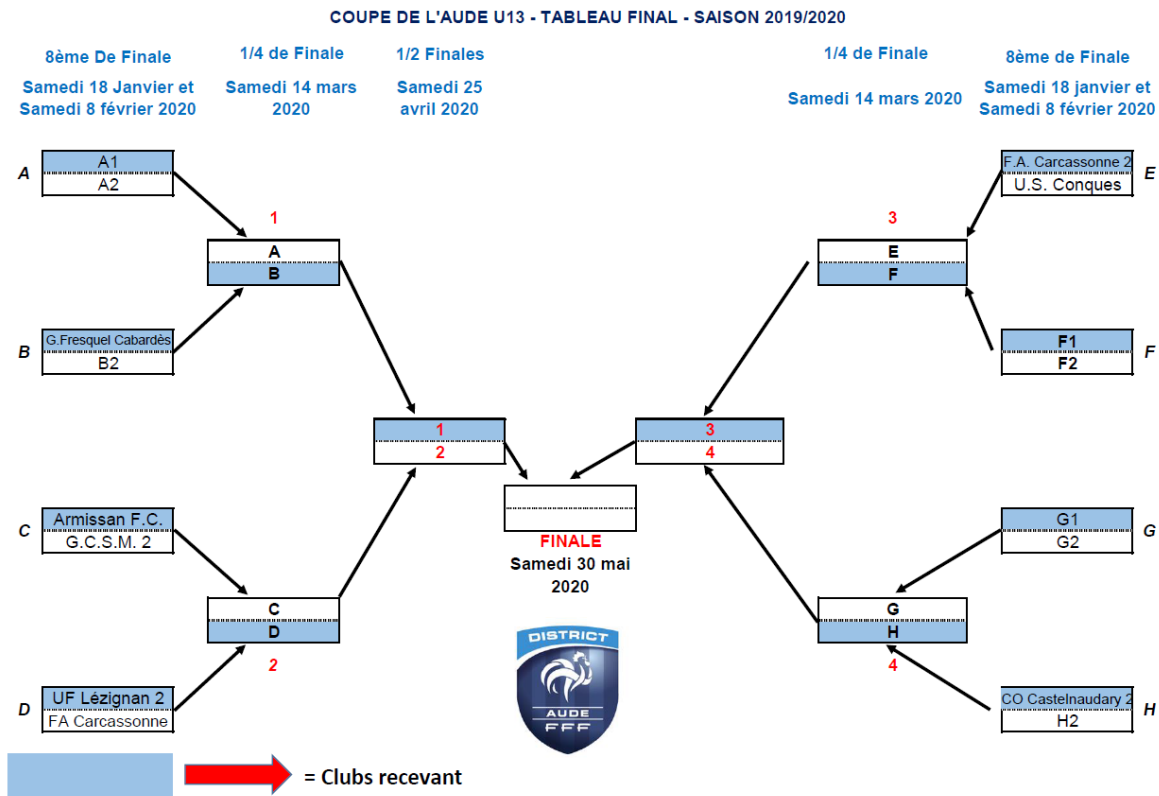 COUPE DE L'AUDE U13 - TABLEAU FINAL - SAISON 2019/2020
8ème De Finale
Samedi 18 Janvier et
Samedi 8 février 2020
1/4 de Finale
Samedi 14 mars
2020
1/2 Finales
Samedi 25
avril 2020
1/4 de Finale
Samedi 14 mars 2020
8ème de Finale
Samedi 18 janvier et
Samedi 8 février 2020
A
A1
A2
1
A
B
B
G.Fresquel Cabardès
B2
F.A. Carcassonne 2
U.S. Conques
E
3
E
F
F1
F2
F
1
2
3
4
FINALE
Samedi 30 mai
2020
C
Armissan F.C.
G.C.S.M. 2
C
D
2
D
UF Lézignan 2
FA Carcassonne
G1
G2
G
G
H
4
CO Castelnaudary 2
H2
H
DISTRICT
AUDE
FFF
= Clubs recevant